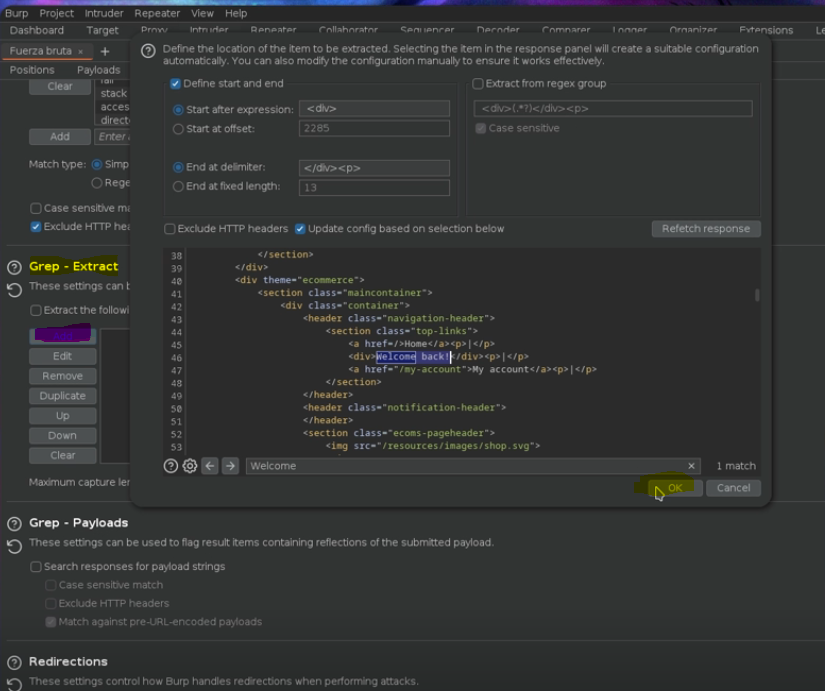 Burp Project Intruder Repeater View Help
Dashboard Target Proxy Intruder Repeater Collaborator Sequencer Decoder Comparer Logger Organizer Extensions Le
Fuerza bruta × +
Positions Payloads
Define the location of the item to be extracted. Selecting the item in the response panel will create a suitable configuration
automatically. You can also modify the configuration manually to ensure it works effectively.
Define start and end
Extract from regex group
Start after expression: <div>
<div>(.*?)</div><p>
Start at offset: 2285
Case sensitive
End at delimiter: </div><p>
End at fixed length: 13
Exclude HTTP headers Update config based on selection below Refetch response
Clear
stack
acces
direct
Add Enter
Match type: Simp
Rege
Case sensitive ma
Exclude HTTP hea
Grep - Extract
These settings can b
Extract the followi
Edit
Remove
Duplicate
Up
Down
Clear
Maximum capture ler
38 </section>
39 </div>
40 <div theme="ecommerce">
41 <section class="maincontainer">
42 <div class="container">
43 <header class="navigation-header">
44 <section class="top-links">
45 <a href=/>Home</a><p>|</p>
46 <div>Welcome back!</div><p>|</p>
47 <a href="/my-account">My account</a><p>|</p>
48 </section>
49 </header>
50 <header class="notification-header">
51 </header>
52 <section class="ecoms-pageheader">
53 <img src="/resources/images/shop.svg">
Welcome × 1 match
OK Cancel
Grep - Payloads
These settings can be used to flag result items containing reflections of the submitted payload.
Search responses for payload strings
Case sensitive match
Exclude HTTP headers
Match against pre-URL-encoded payloads
Redirections
These settings control how Burp handles redirections when performing attacks.